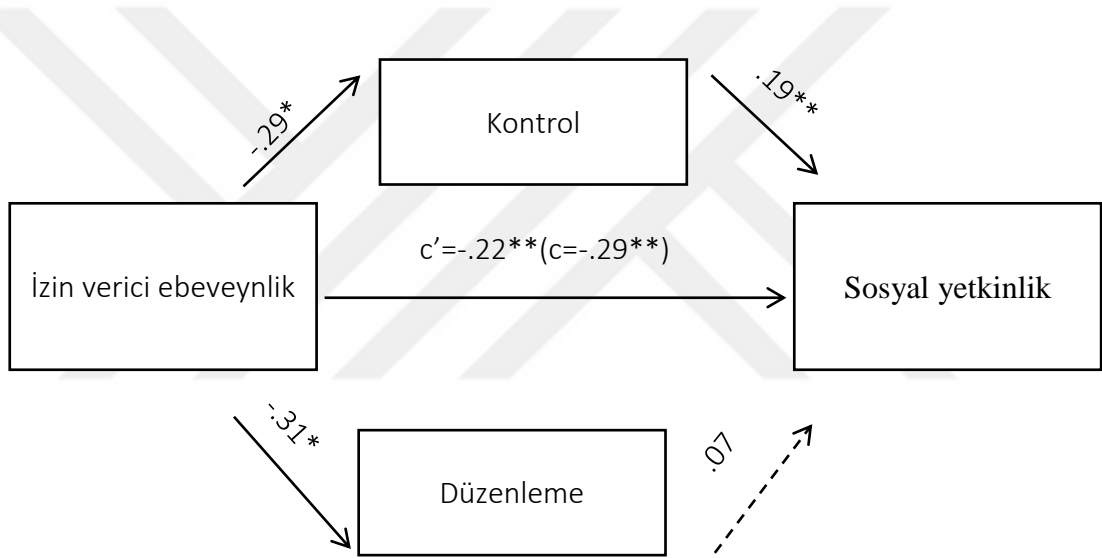 -.29*
Kontrol
.19**
İzin verici ebeveynlik
c’=-.22**(c=-.29**)
Sosyal yetkinlik
-.31*
Düzenleme
.07